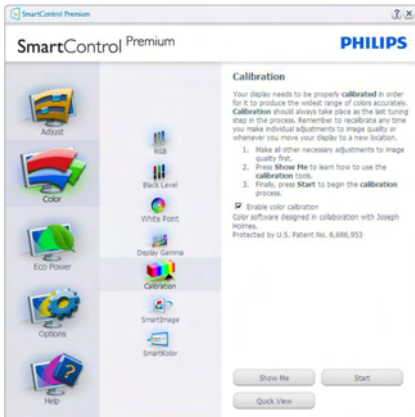 SmartControl Premium
SmartControl Premium
PHILIPS
Adjust
Color
Eco Power
Options
Help
RGB
Black Level
White Point
Display Gamma
Calibration
SmartImage
SmartKolor
Calibration
Your display needs to be properly calibrated in order
for it to produce the widest range of colors accurately.
Calibration should always take place as the last tuning
step in the process. Remember to recalibrate any time
you make individual adjustments to image quality or
whenever you move your display to a new location.
1. Make all other necessary adjustments to image
quality first.
2. Press Show Me to learn how to use the
calibration tools.
3. Finally, press Start to begin the calibration
process.
Enable color calibration
Color software designed in collaboration with Joseph
Holmes.
Protected by U.S. Patent No. 6,686,953
Show Me
Start
Quick View